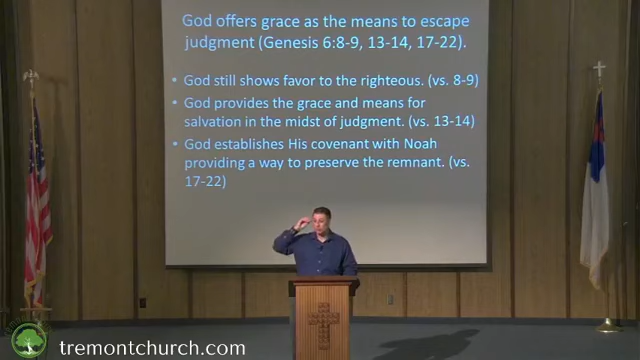 God offers grace as the means to escape
judgment (Genesis 6:8-9, 13-14, 17-22).
• God still shows favor to the righteous. (vs. 8-9)
• God provides the grace and means for
salvation in the midst of judgment. (vs. 13-14)
• God establishes His covenant with Noah
providing a way to preserve the remnant. (vs.
17-22)
tremontchurch.com